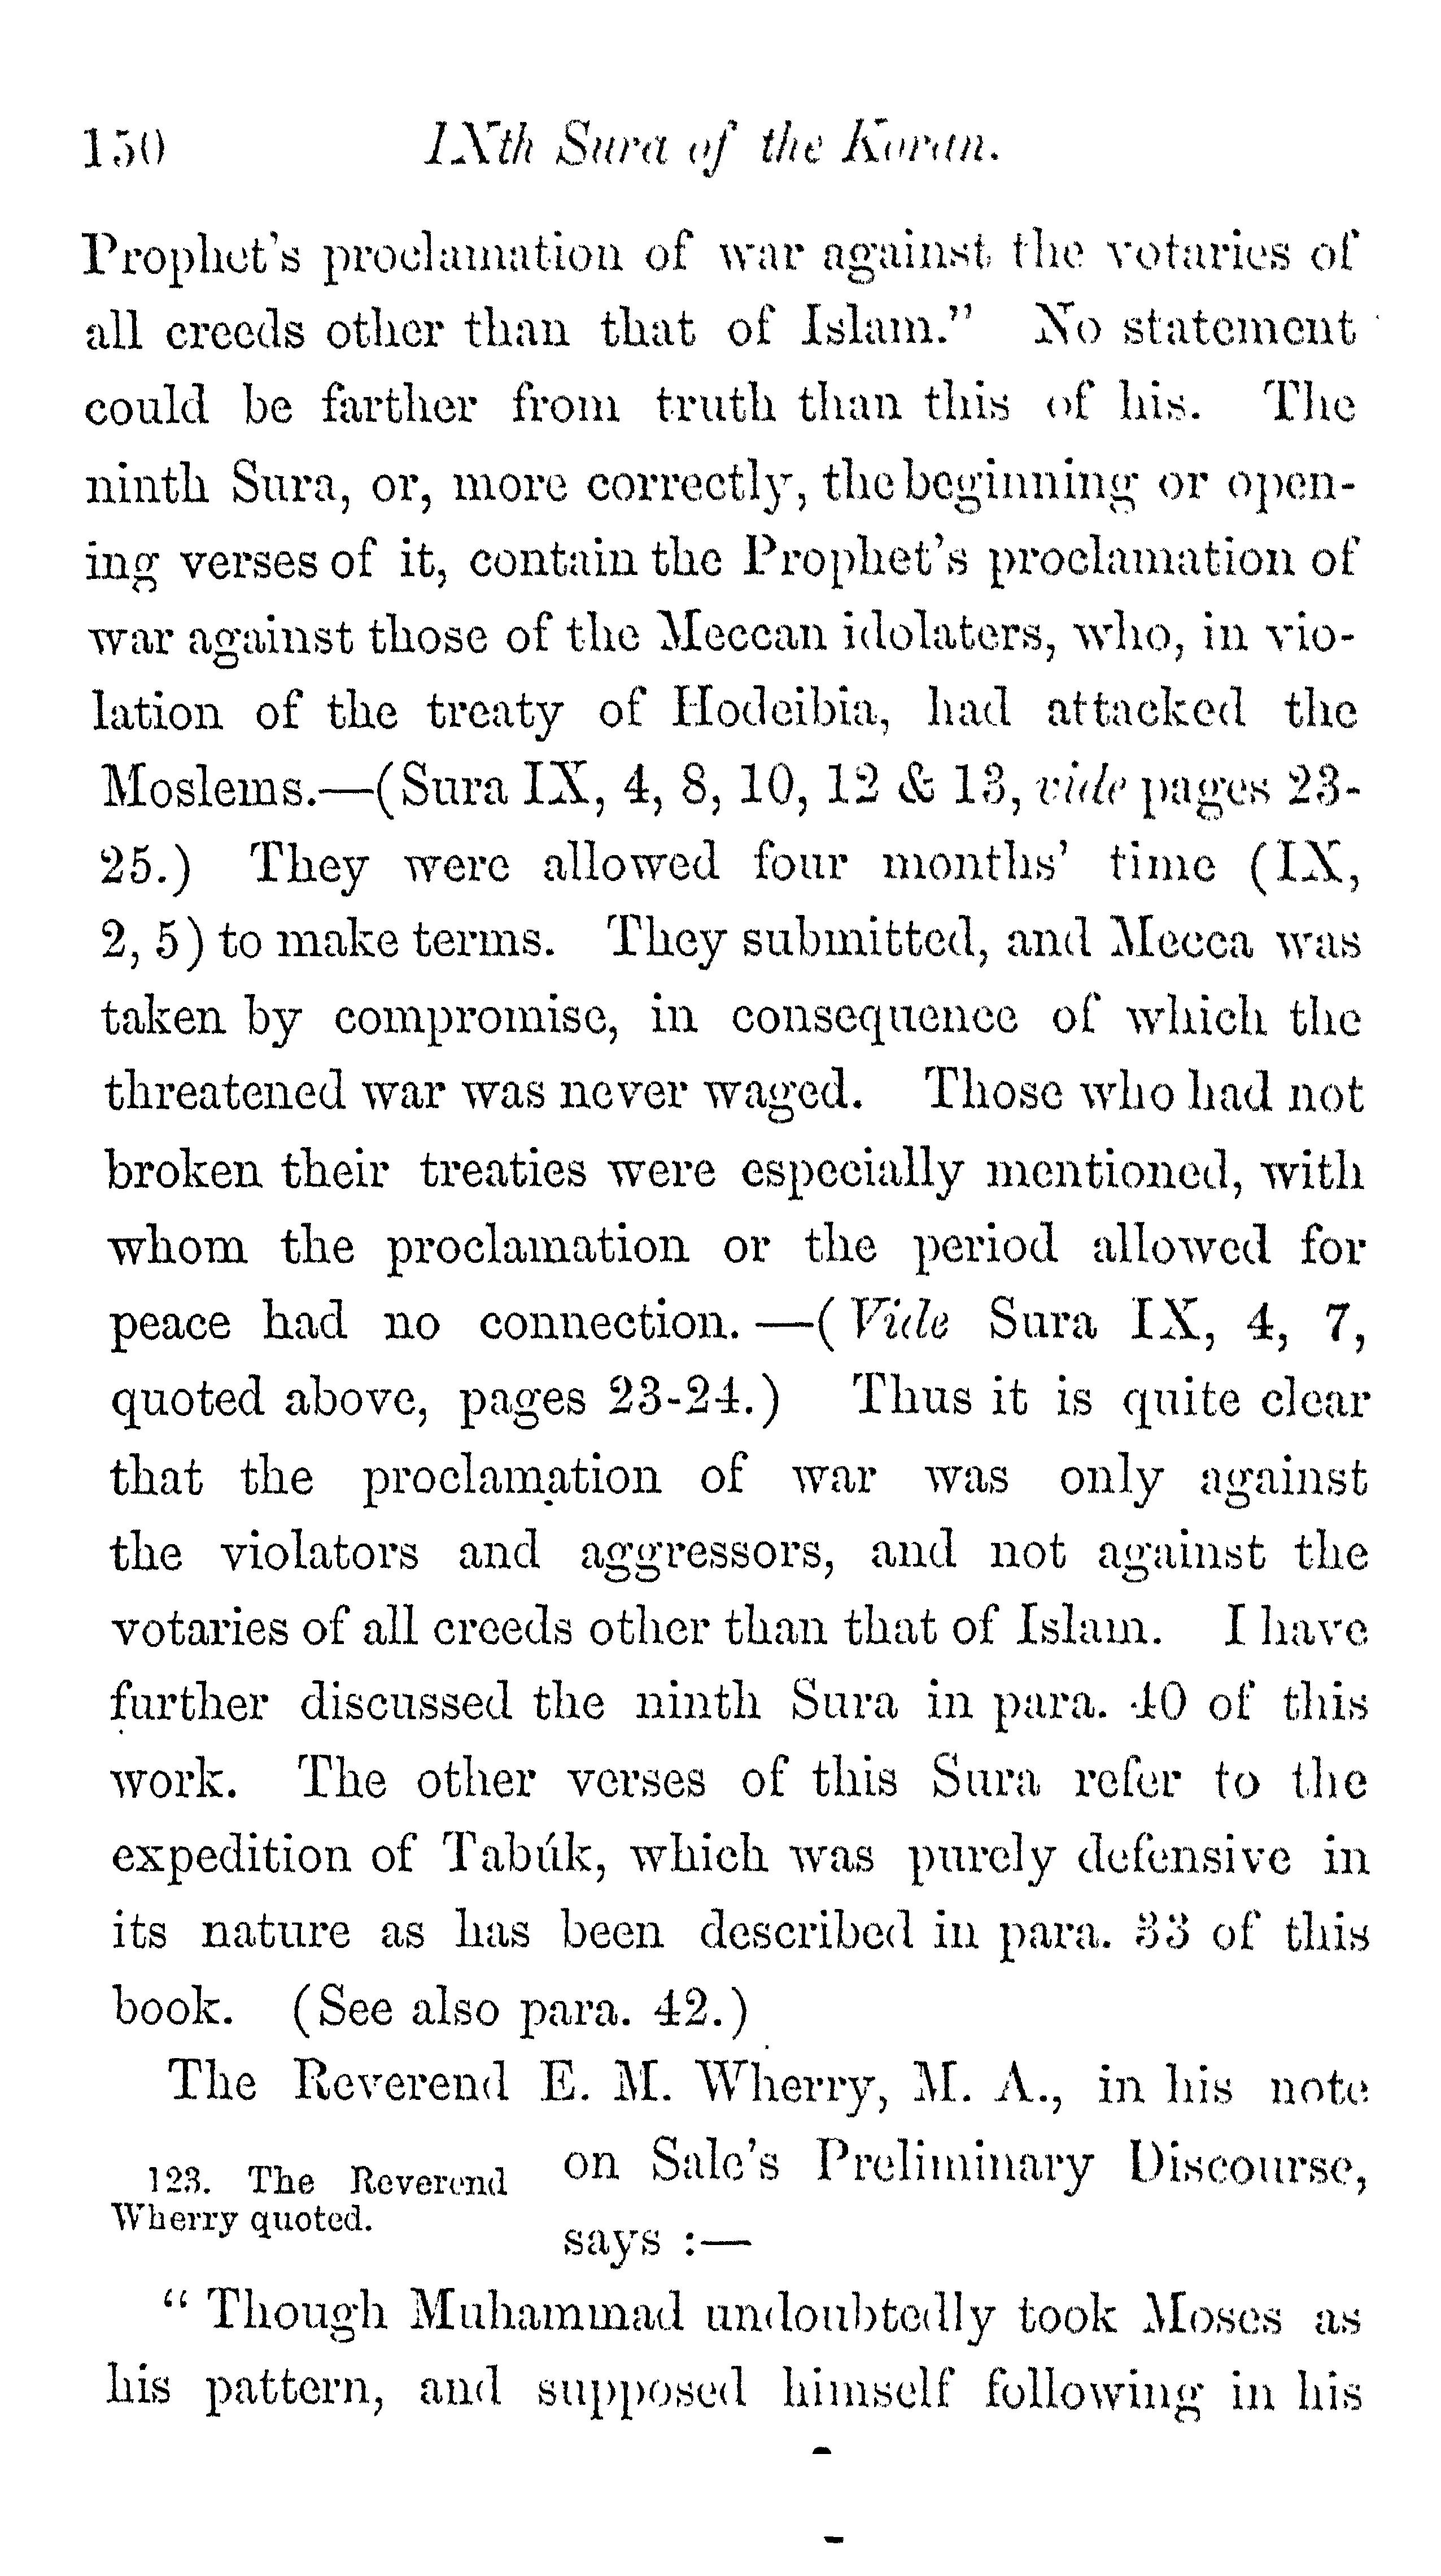 150 IXth Sura of the Koran.
Prophet's proclamation of war against the votaries of
all creeds other than that of Islam." No statement
could be farther from truth than this of his. The
ninth Sura, or, more correctly, the beginning or open-
ing verses of it, contain the Prophet's proclamation of
war against those of the Meccan idolaters, who, in vio-
lation of the treaty of Hodeibia, had attacked the
Moslems.—(Sura IX, 4, 8, 10, 12 & 13, vide pages 23-
25.) They were allowed four months' time (IX,
2, 5) to make terms. They submitted, and Mecca was
taken by compromise, in consequence of which the
threatened war was never waged. Those who had not
broken their treaties were especially mentioned, with
whom the proclamation or the period allowed for
peace had no connection.—(Vide Sura IX, 4, 7,
quoted above, pages 23-24.) Thus it is quite clear
that the proclamation of war was only against
the violators and aggressors, and not against the
votaries of all creeds other than that of Islam. I have
further discussed the ninth Sura in para. 40 of this
work. The other verses of this Sura refer to the
expedition of Tabúk, which was purely defensive in
its nature as has been described in para. 33 of this
book. (See also para. 42.)
The Reverend E. M. Wherry, M. A., in his note
on Sale's Preliminary Discourse,
says :—
123. The Reverend
Wherry quoted.
"Though Muhammad undoubtedly took Moses as
his pattern, and supposed himself following in his